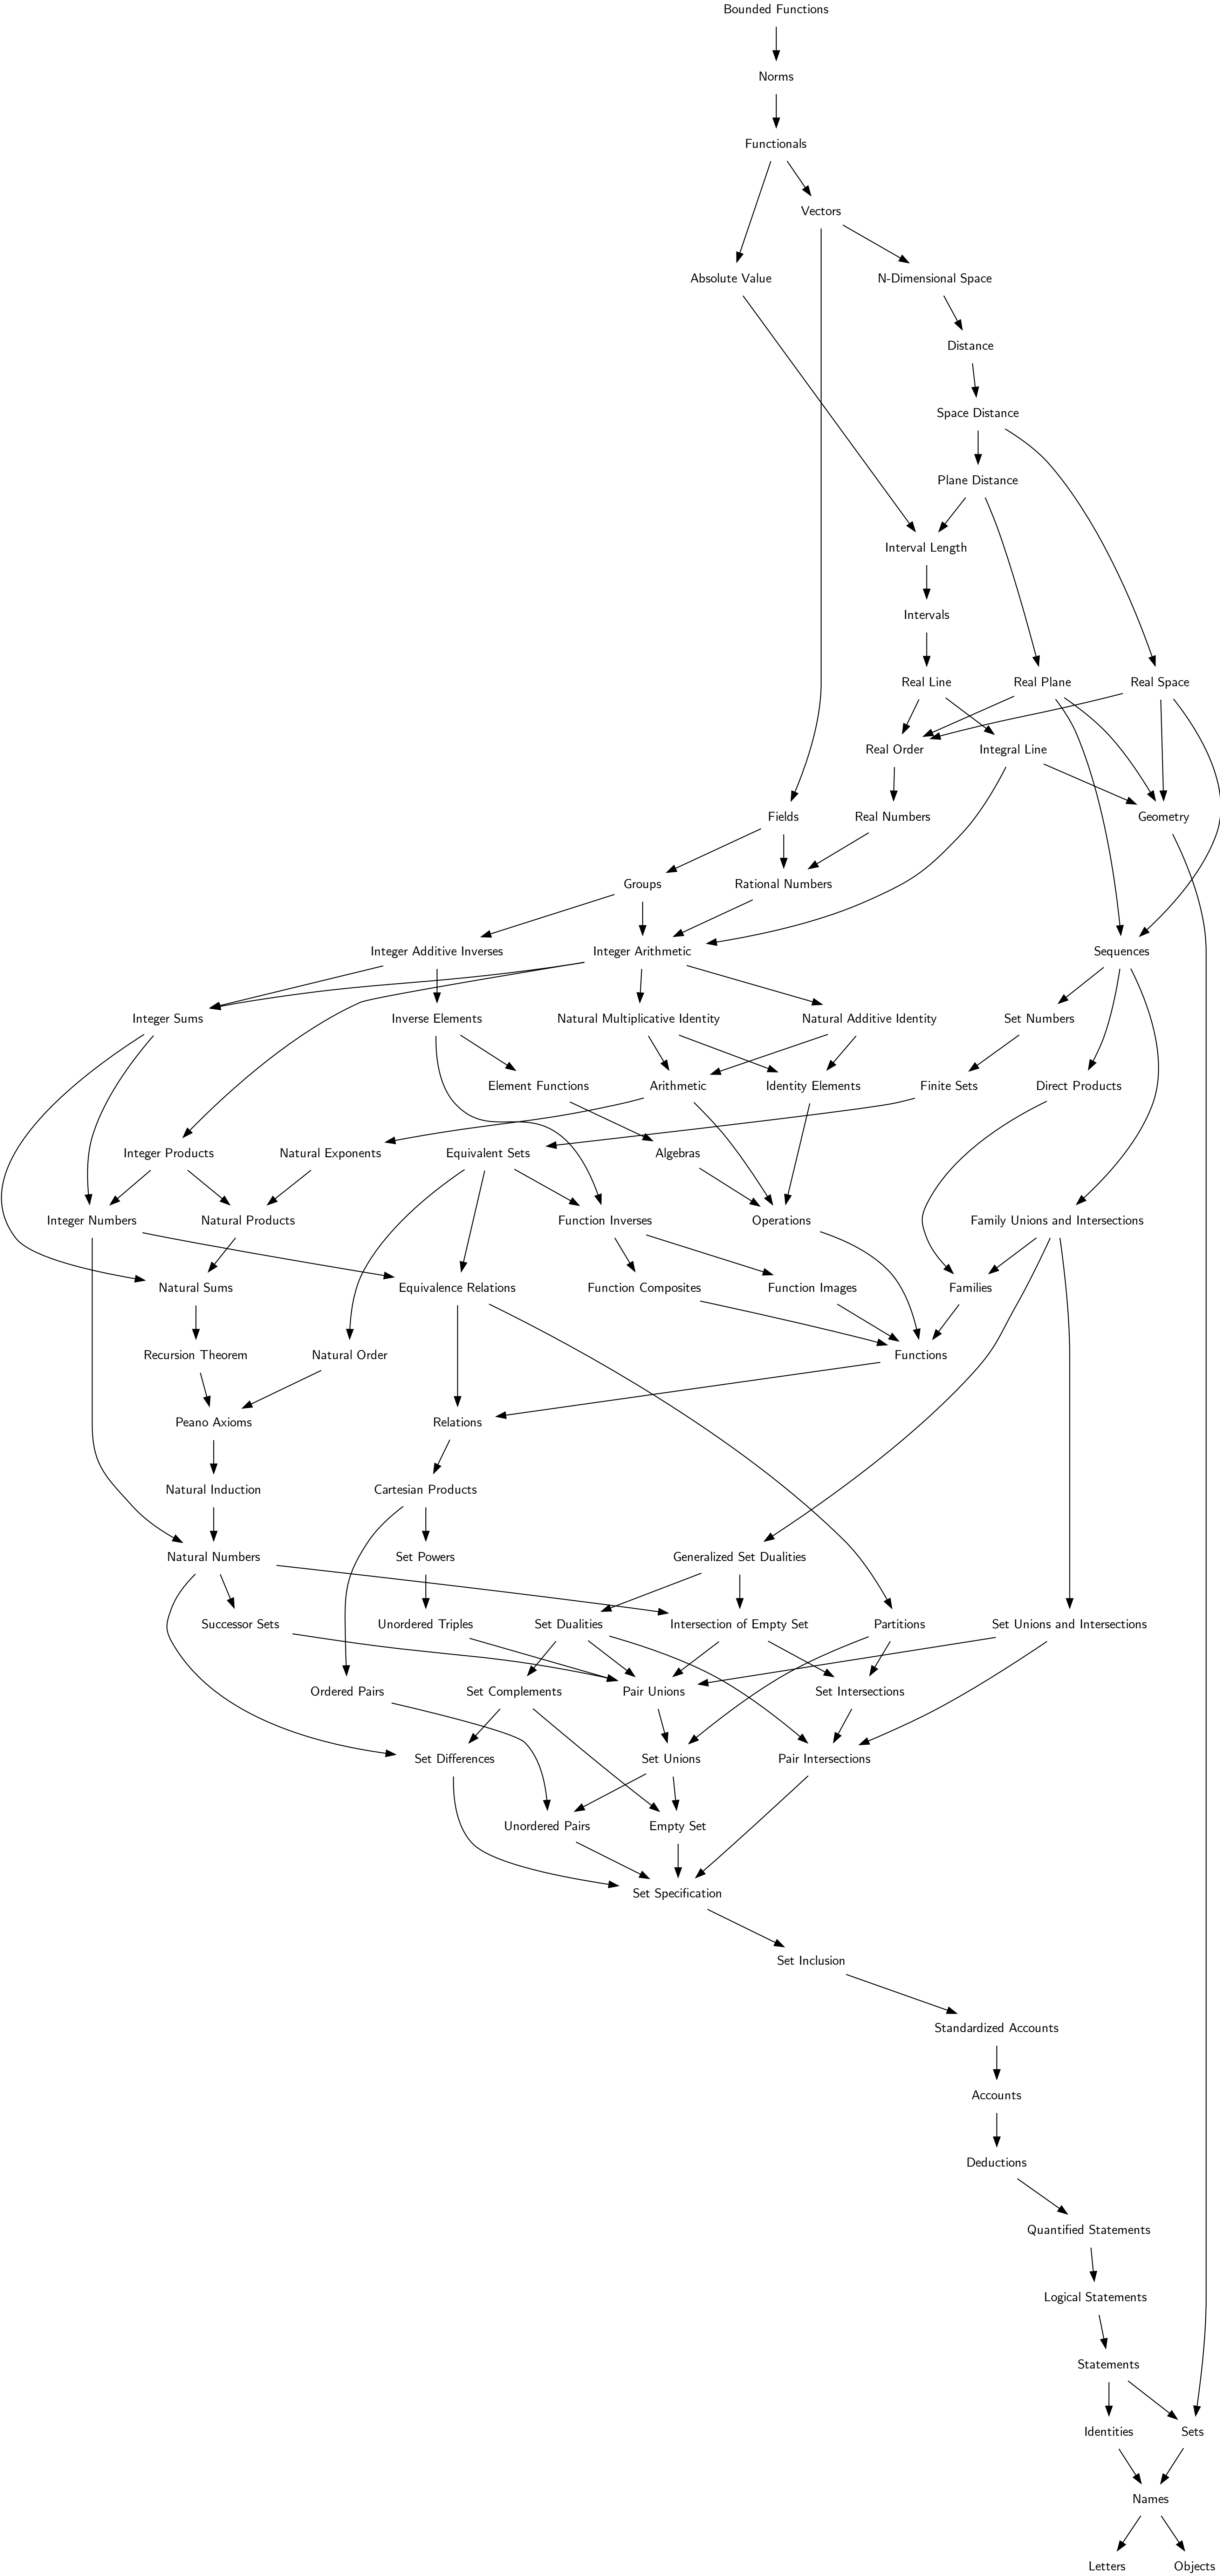 Bounded Functions
Norms
Functionals
Vectors
Absolute Value
N-Dimensional Space
Distance
Space Distance
Plane Distance
Interval Length
Intervals
Real Line
Real Plane
Real Space
Real Order
Integral Line
Fields
Real Numbers
Geometry
Groups
Rational Numbers
Integer Additive Inverses
Integer Arithmetic
Sequences
Integer Sums
Inverse Elements
Natural Multiplicative Identity
Natural Additive Identity
Set Numbers
Element Functions
Arithmetic
Identity Elements
Finite Sets
Direct Products
Integer Products
Natural Exponents
Equivalent Sets
Algebras
Integer Numbers
Natural Products
Function Inverses
Operations
Family Unions and Intersections
Natural Sums
Equivalence Relations
Function Composites
Function Images
Families
Recursion Theorem
Natural Order
Functions
Peano Axioms
Relations
Natural Induction
Cartesian Products
Natural Numbers
Set Powers
Generalized Set Dualities
Successor Sets
Unordered Triples
Set Dualities
Intersection of Empty Set
Partitions
Set Unions and Intersections
Ordered Pairs
Set Complements
Pair Unions
Set Intersections
Set Differences
Set Unions
Pair Intersections
Unordered Pairs
Empty Set
Set Specification
Set Inclusion
Standardized Accounts
Accounts
Deductions
Quantified Statements
Logical Statements
Statements
Identities
Sets
Names
Letters
Objects